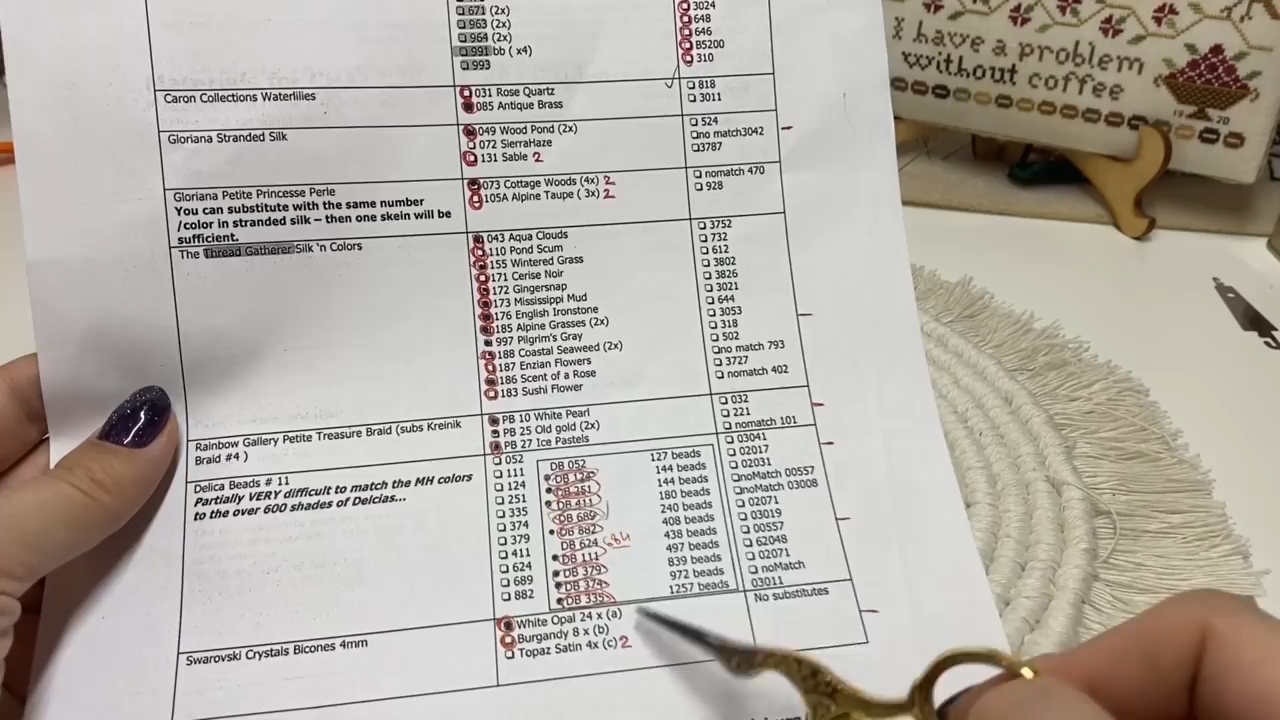 671 (2x)
963 (2x)
964 (2x)
991 bb ( x4)
993
3024
648
646
B5200
310
Caron Collections Waterlilies
031 Rose Quartz
085 Antique Brass
818
3011
Gloriana Stranded Silk
049 Wood Pond (2x)
072 SierraHaze
131 Sable 2
524
no match3042
3787
Gloriana Petite Princesse Perle
You can substitute with the same number
/color in stranded silk – then one skein will be
sufficient.
073 Cottage Woods (4x) 2
105A Alpine Taupe ( 3x) 2
nomatch 470
928
The Thread Gatherer Silk 'n Colors
043 Aqua Clouds
110 Pond Scum
155 Wintered Grass
171 Cerise Noir
172 Gingersnap
173 Mississippi Mud
176 English Ironstone
185 Alpine Grasses (2x)
997 Pilgrim's Gray
188 Coastal Seaweed (2x)
187 Enzian Flowers
186 Scent of a Rose
183 Sushi Flower
3752
732
612
3802
3826
3021
644
3053
318
502
no match 793
3727
nomatch 402
Rainbow Gallery Petite Treasure Braid (subs Kreinik
Braid #4 )
PB 10 White Pearl
PB 25 Old gold (2x)
PB 27 Ice Pastels
032
221
nomatch 101
Delica Beads # 11
Partially VERY difficult to match the MH colors
to the over 600 shades of Delcias...
052
111
124
251
335
374
379
411
624
689
882
DB 052 127 beads
DB 124 144 beads
DB 251 144 beads
DB 411 180 beads
DB 689 240 beads
DB 882 408 beads
DB 624 684 438 beads
DB 111 497 beads
DB 379 839 beads
DB 374 972 beads
DB 335 1257 beads
03041
02017
02031
noMatch 00557
noMatch 03008
02071
03019
00557
62048
02071
noMatch
03011
Swarovski Crystals Bicones 4mm
White Opal 24 x (a)
Burgandy 8 x (b)
Topaz Satin 4x (c) 2
No substitutes
I have a problem
without coffee
19 20